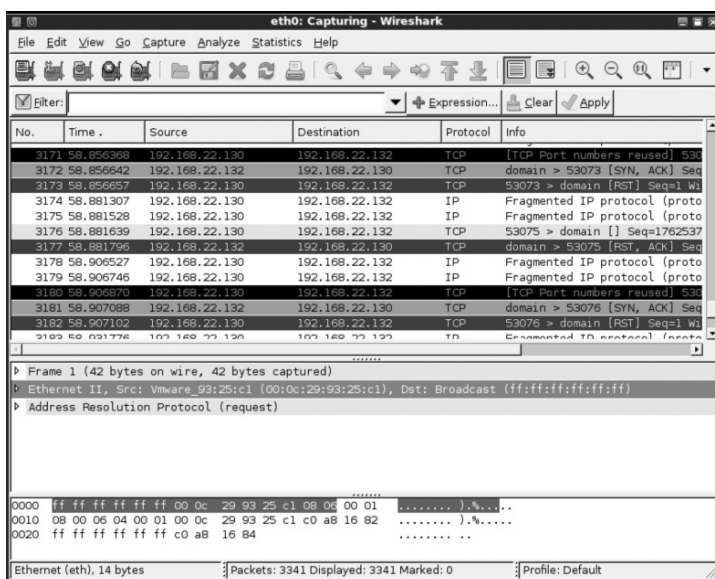 eth0: Capturing - Wireshark
File Edit View Go Capture Analyze Statistics Help
Filter: Expression... Clear Apply
No. Time . Source Destination Protocol Info
3171 58.856368 192.168.22.130 192.168.22.132 TCP [TCP Port numbers reused] 530
3172 58.856642 192.168.22.132 192.168.22.130 TCP domain > 53073 [SYN, ACK] Seq
3173 58.856657 192.168.22.130 192.168.22.132 TCP 53073 > domain [RST] Seq=1 Wi
3174 58.881307 192.168.22.130 192.168.22.132 IP Fragmented IP protocol (proto
3175 58.881528 192.168.22.130 192.168.22.132 IP Fragmented IP protocol (proto
3176 58.881639 192.168.22.130 192.168.22.132 TCP 53075 > domain [] Seq=1762537
3177 58.881796 192.168.22.132 192.168.22.130 TCP domain > 53075 [RST, ACK] Seq
3178 58.906527 192.168.22.130 192.168.22.132 IP Fragmented IP protocol (proto
3179 58.906746 192.168.22.130 192.168.22.132 IP Fragmented IP protocol (proto
3180 58.906870 192.168.22.130 192.168.22.132 TCP [TCP Port numbers reused] 530
3181 58.907088 192.168.22.132 192.168.22.130 TCP domain > 53076 [SYN, ACK] Seq
3182 58.907102 192.168.22.130 192.168.22.132 TCP 53076 > domain [RST] Seq=1 Wi
3183 58.931776 192.168.22.130 192.168.22.132 IP Fragmented IP protocol (proto
Frame 1 (42 bytes on wire, 42 bytes captured)
Ethernet II, Src: Vmware_93:25:c1 (00:0c:29:93:25:c1), Dst: Broadcast (ff:ff:ff:ff:ff:ff)
Address Resolution Protocol (request)
0000 ff ff ff ff ff ff 00 0c 29 93 25 c1 08 06 00 01 ........ ).%.....
0010 08 00 06 04 00 01 00 0c 29 93 25 c1 c0 a8 16 82 ........ ).%.....
0020 ff ff ff ff ff ff c0 a8 16 84 ........ ..
Ethernet (eth), 14 bytes Packets: 3341 Displayed: 3341 Marked: 0 Profile: Default